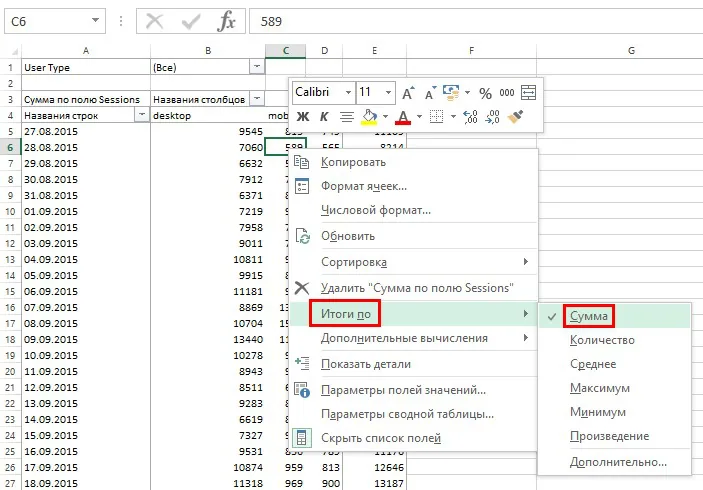 C6 fx 589
A B C D E F G
1 User Type (Все)
2
3 Сумма по полю Sessions Названия столбцов
4 Названия строк desktop mob
5 27.08.2015 9545
6 28.08.2015 7060 589 565 8214
7 29.08.2015 6632
8 30.08.2015 7912
9 31.08.2015 6371
10 01.09.2015 7219
11 02.09.2015 7958
12 03.09.2015 9011
13 04.09.2015 10811
14 05.09.2015 9915
15 06.09.2015 11181
16 07.09.2015 8869
17 08.09.2015 10704
18 09.09.2015 13440
19 10.09.2015 10278
20 11.09.2015 8943
21 12.09.2015 8511
22 13.09.2015 9283
23 14.09.2015 6619
24 15.09.2015 7327
25 16.09.2015 9531
26 17.09.2015 10874 959 813 12646
27 18.09.2015 11318 969 900 13187
Calibri 11 A A % 000
Ж К A ,0 ,00 ,00 ,0
Копировать
Формат ячеек...
Числовой формат...
Обновить
Сортировка
Удалить "Сумма по полю Sessions"
Итоги по
Дополнительные вычисления
Показать детали
Параметры полей значений...
Параметры сводной таблицы...
Скрыть список полей
Сумма
Количество
Среднее
Максимум
Минимум
Произведение
Дополнительно...